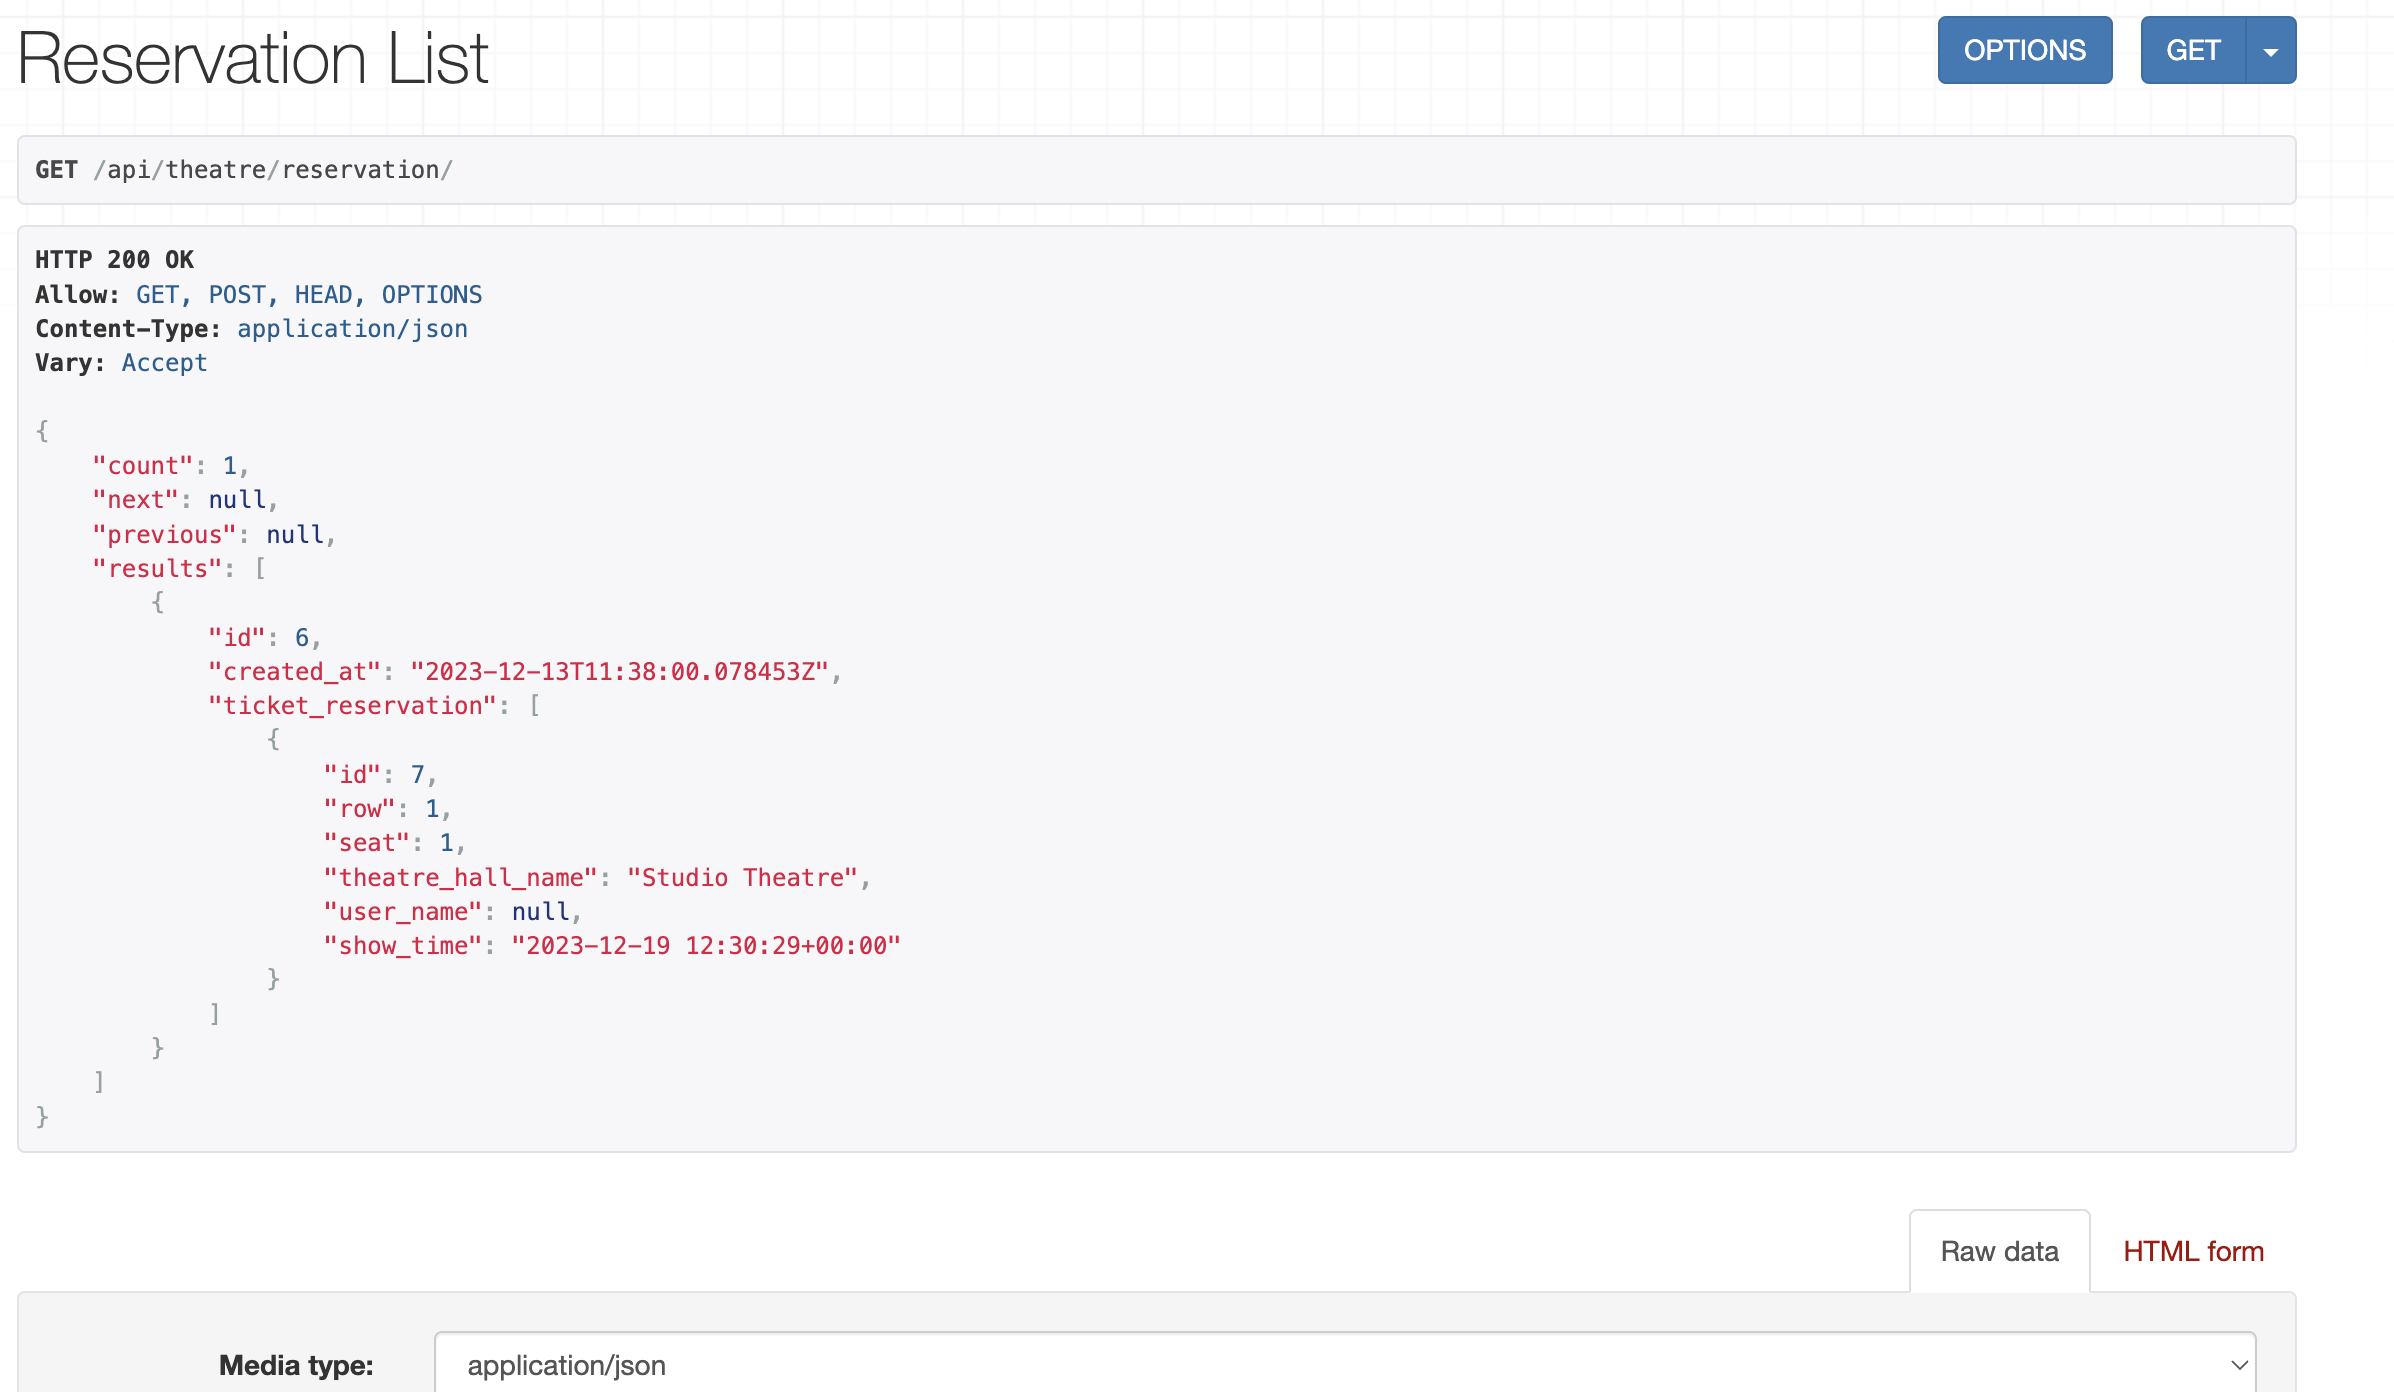 Reservation List
OPTIONS
GET
GET /api/theatre/reservation/
HTTP 200 OK
Allow: GET, POST, HEAD, OPTIONS
Content-Type: application/json
Vary: Accept
{
    "count": 1,
    "next": null,
    "previous": null,
    "results": [
        {
            "id": 6,
            "created_at": "2023-12-13T11:38:00.078453Z",
            "ticket_reservation": [
                {
                    "id": 7,
                    "row": 1,
                    "seat": 1,
                    "theatre_hall_name": "Studio Theatre",
                    "user_name": null,
                    "show_time": "2023-12-19 12:30:29+00:00"
                }
            ]
        }
    ]
}
Raw data
HTML form
Media type:
application/json